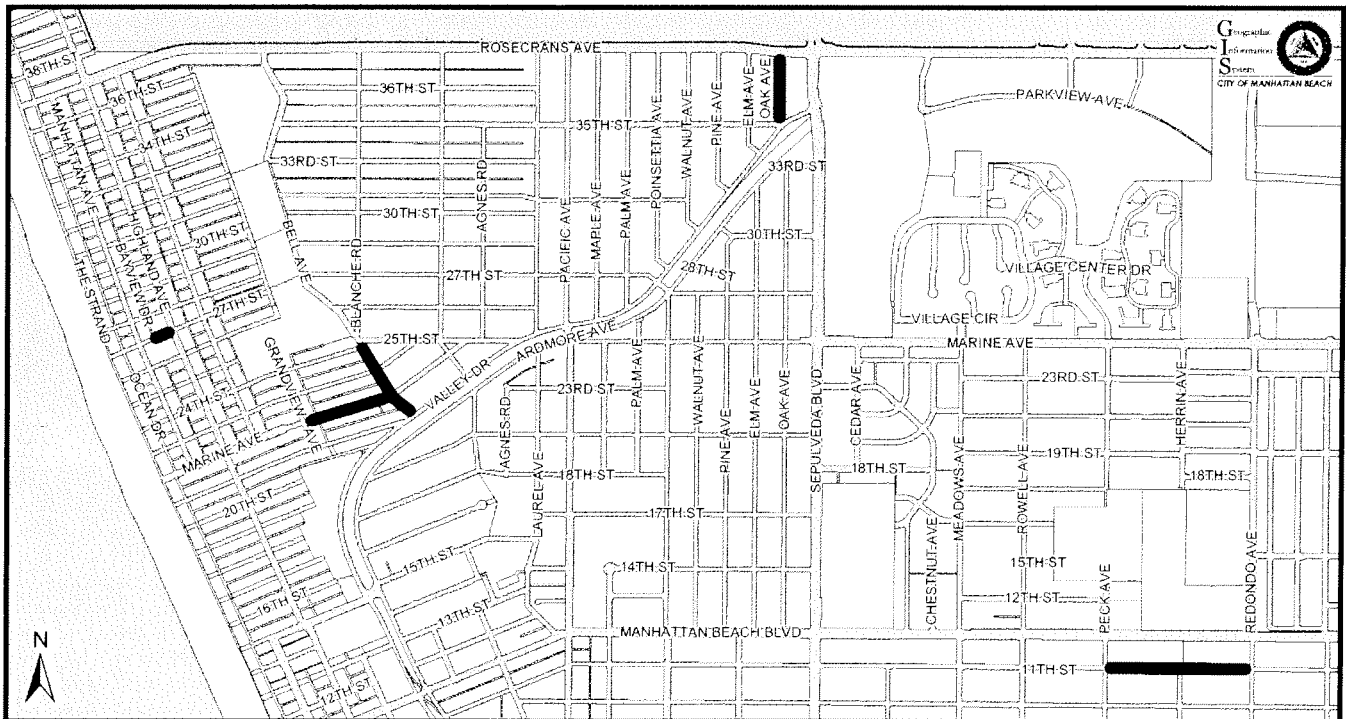 Geographic
Information
System
CITY OF MANHATTAN BEACH
ROSECRANS AVE
38TH ST
36TH ST
34TH ST
MANHATTAN AVE
HIGHLAND AVE
BAYVIEW DR
30TH ST
27TH ST
THE STRAND
OCEAN DR
24TH ST
GRANDVIEW AVE
MARINE AVE
20TH ST
16TH ST
12TH ST
N
36TH ST
35TH ST
33RD ST
AGNES RD
30TH ST
BELL AVE
BLANCHE RD
27TH ST
25TH ST
PACIFIC AVE
MAPLE AVE
PALM AVE
POINSETTIA AVE
WALNUT AVE
PINE AVE
ELM AVE
OAK AVE
33RD ST
30TH ST
28TH ST
ARDMORE AVE
VALLEY DR
23RD ST
PALM AVE
WALNUT AVE
PINE AVE
ELM AVE
OAK AVE
AGNES RD
LAUREL AVE
18TH ST
17TH ST
15TH ST
14TH ST
13TH ST
MANHATTAN BEACH BLVD
SEPULVEDA BLVD
PARKVIEW AVE
VILLAGE CENTER DR
VILLAGE CIR
MARINE AVE
CEDAR AVE
23RD ST
HERRIN AVE
19TH ST
18TH ST
18TH ST
CHESTNUT AVE
MEADOWS AVE
ROWELL AVE
15TH ST
12TH ST
PECK AVE
REDONDO AVE
11TH ST